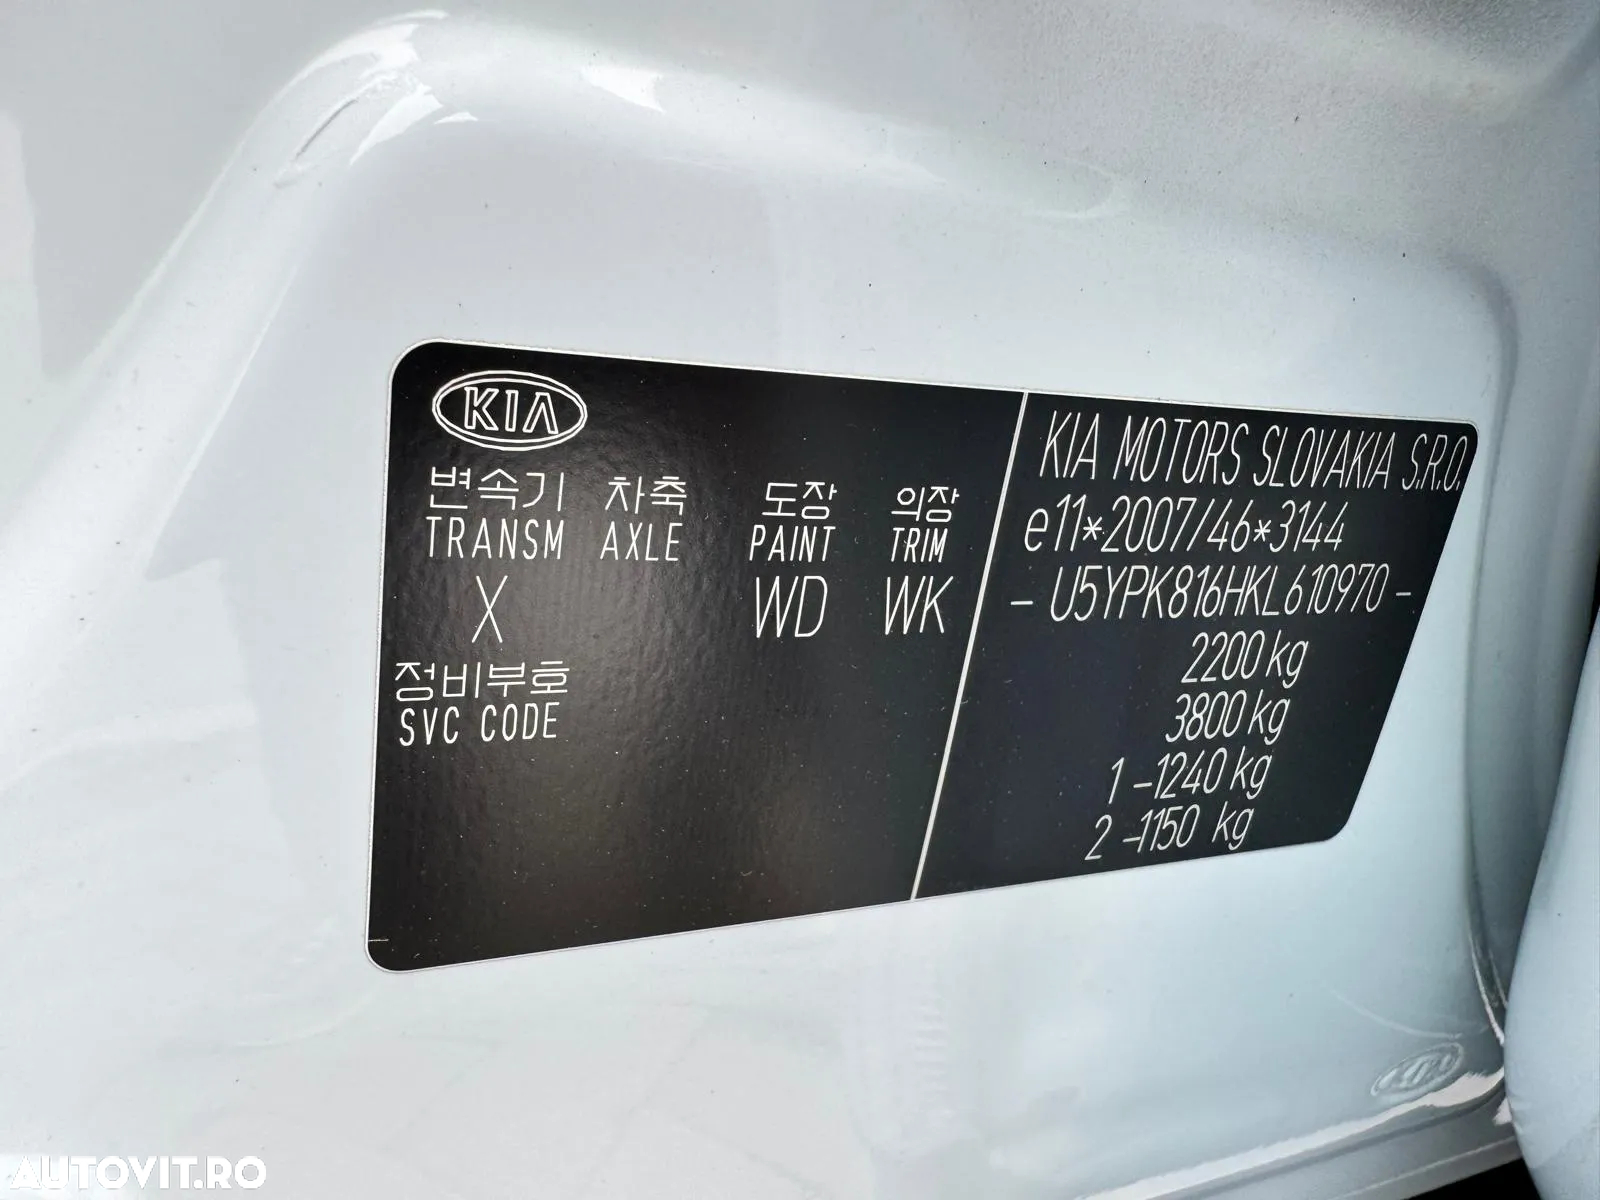 KIA
변속기 차축 도장 의장
TRANSM AXLE PAINT TRIM
X WD WK
정비부호
SVC CODE
KIA MOTORS SLOVAKIA S.R.O.
e11*2007/46*3144
- U5YPK816HKL610970 -
2200 kg
3800 kg
1 -1240 kg
2 -1150 kg
AUTOVIT.RO